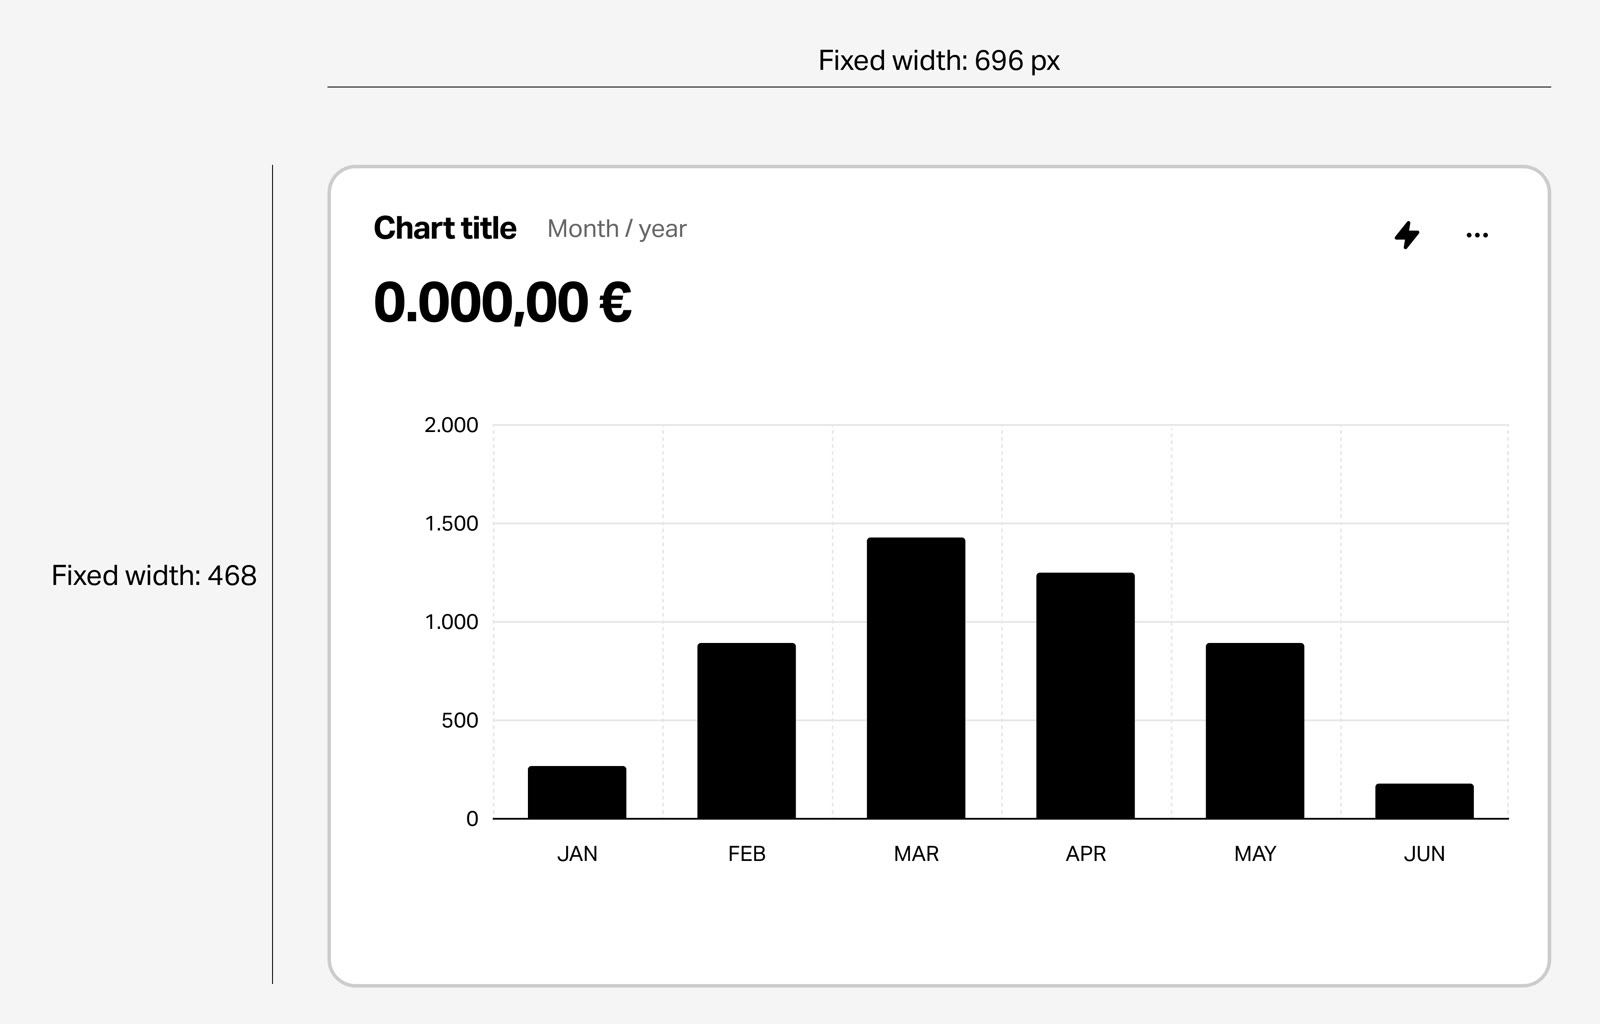 Fixed width: 696 px
Chart title Month / year
0.000,00 €
2.000
1.500
1.000
Fixed width: 468
500
0
JAN FEB MAR APR MAY JUN